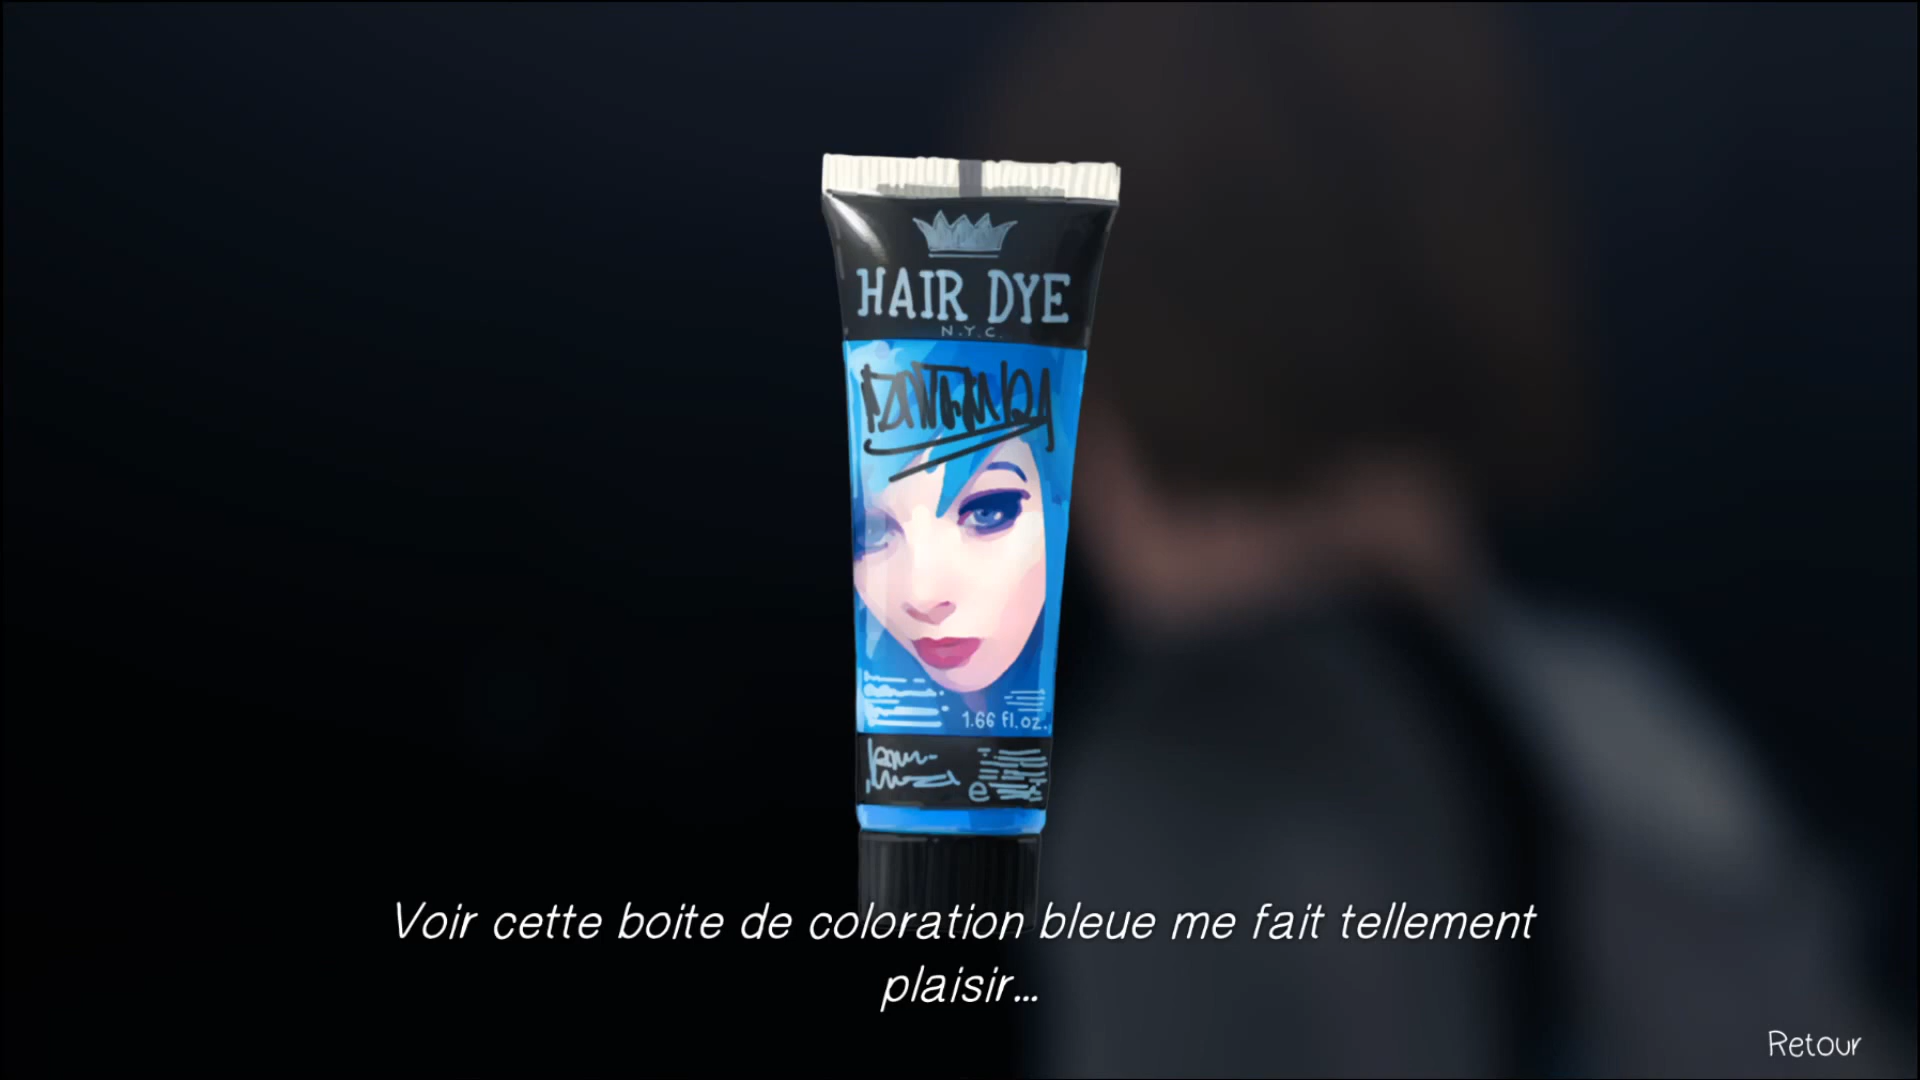 HAIR DYE
N.Y.C.
1.66 fl.oz.
e
Voir cette boite de coloration bleue me fait tellement
plaisir...
Retour